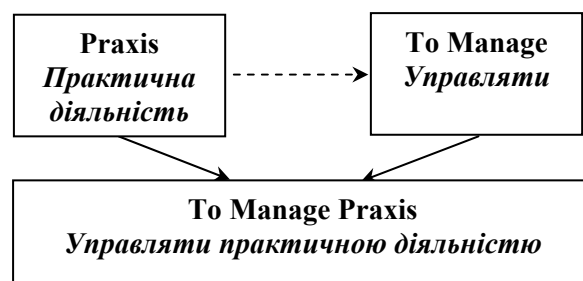 Praxis
Практична
діяльність
To Manage
Управляти
To Manage Praxis
Управляти практичною діяльністю